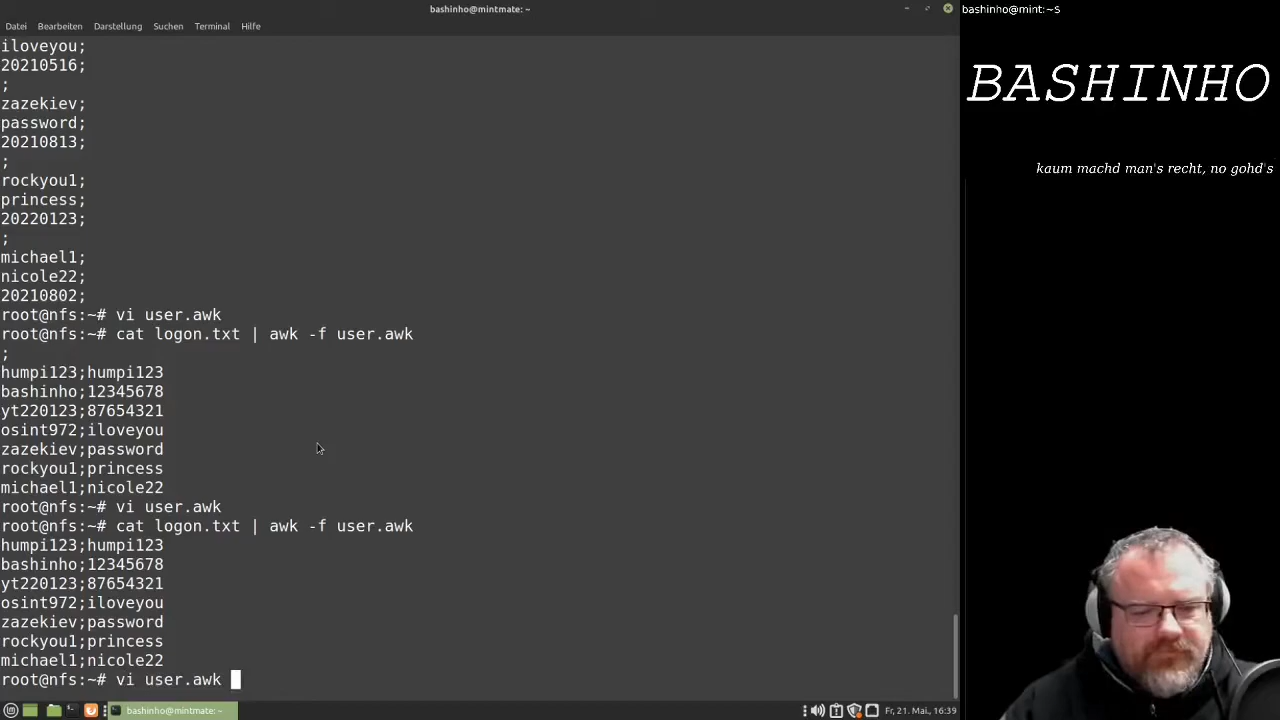 bashinho@mintmate: ~
Datei Bearbeiten Darstellung Suchen Terminal Hilfe
iloveyou;
20210516;
;
zazekiev;
password;
20210813;
;
rockyou1;
princess;
20220123;
;
michael1;
nicole22;
20210802;
root@nfs:~# vi user.awk
root@nfs:~# cat logon.txt | awk -f user.awk
;
humpi123;humpi123
bashinho;12345678
yt220123;87654321
osint972;iloveyou
zazekiev;password
rockyou1;princess
michael1;nicole22
root@nfs:~# vi user.awk
root@nfs:~# cat logon.txt | awk -f user.awk
humpi123;humpi123
bashinho;12345678
yt220123;87654321
osint972;iloveyou
zazekiev;password
rockyou1;princess
michael1;nicole22
root@nfs:~# vi user.awk
bashinho@mintmate: ~
Fr, 21. Mai., 16:39
bashinho@mint:~$
BASHINHO
kaum machd man's recht, no gohd's